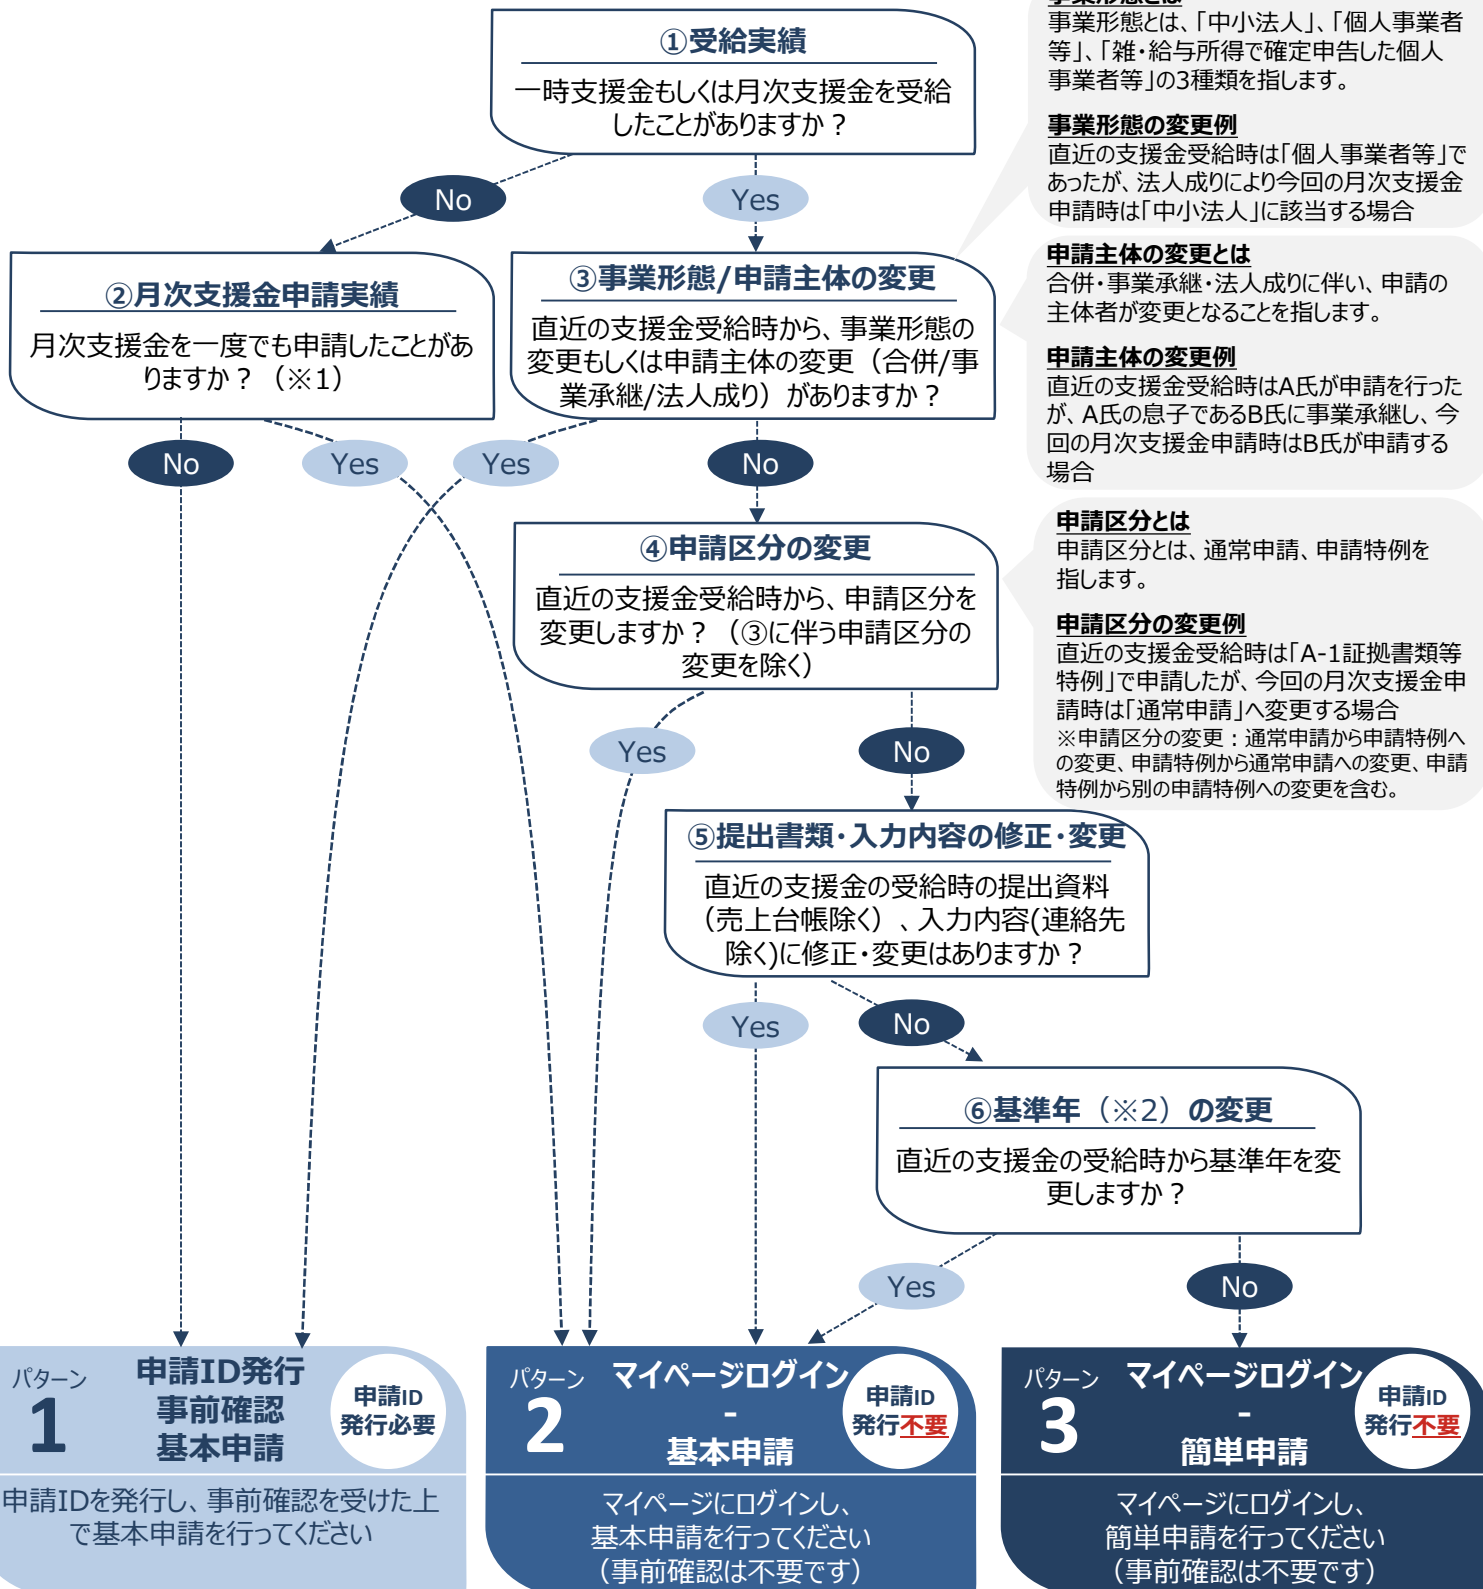 ①受給実績
一時支援金もしくは月次支援金を受給
したことがありますか？
No
Yes
事業形態とは
事業形態とは、「中小法人」、「個人事業者
等」、「雑・給与所得で確定申告した個人
事業者等」の3種類を指します。
事業形態の変更例
直近の支援金受給時は「個人事業者等」で
あったが、法人成りにより今回の月次支援金
申請時は「中小法人」に該当する場合
②月次支援金申請実績
月次支援金を一度でも申請したことがあ
りますか？（※1）
No
Yes
③事業形態/申請主体の変更
直近の支援金受給時から、事業形態の
変更もしくは申請主体の変更（合併/事
業承継/法人成り）がありますか？
Yes
No
申請主体の変更とは
合併・事業承継・法人成りに伴い、申請の
主体者が変更となることを指します。
申請主体の変更例
直近の支援金受給時はA氏が申請を行った
が、A氏の息子であるB氏に事業承継し、今
回の月次支援金申請時はB氏が申請する
場合
④申請区分の変更
直近の支援金受給時から、申請区分を
変更しますか？（③に伴う申請区分の
変更を除く）
Yes
No
申請区分とは
申請区分とは、通常申請、申請特例を
指します。
申請区分の変更例
直近の支援金受給時は「A-1証拠書類等
特例」で申請したが、今回の月次支援金申
請時は「通常申請」へ変更する場合
※申請区分の変更：通常申請から申請特例へ
の変更、申請特例から通常申請への変更、申請
特例から別の申請特例への変更を含む。
⑤提出書類・入力内容の修正・変更
直近の支援金の受給時の提出資料
（売上台帳除く）、入力内容(連絡先
除く)に修正・変更はありますか？
Yes
No
⑥基準年（※2）の変更
直近の支援金の受給時から基準年を変
更しますか？
Yes
No
パターン
1
申請ID発行
事前確認
基本申請
申請ID
発行必要
申請IDを発行し、事前確認を受けた上
で基本申請を行ってください
パターン
2
マイページログイン
-
基本申請
申請ID
発行不要
マイページにログインし、
基本申請を行ってください
（事前確認は不要です）
パターン
3
マイページログイン
-
簡単申請
申請ID
発行不要
マイページにログインし、
簡単申請を行ってください
（事前確認は不要です）